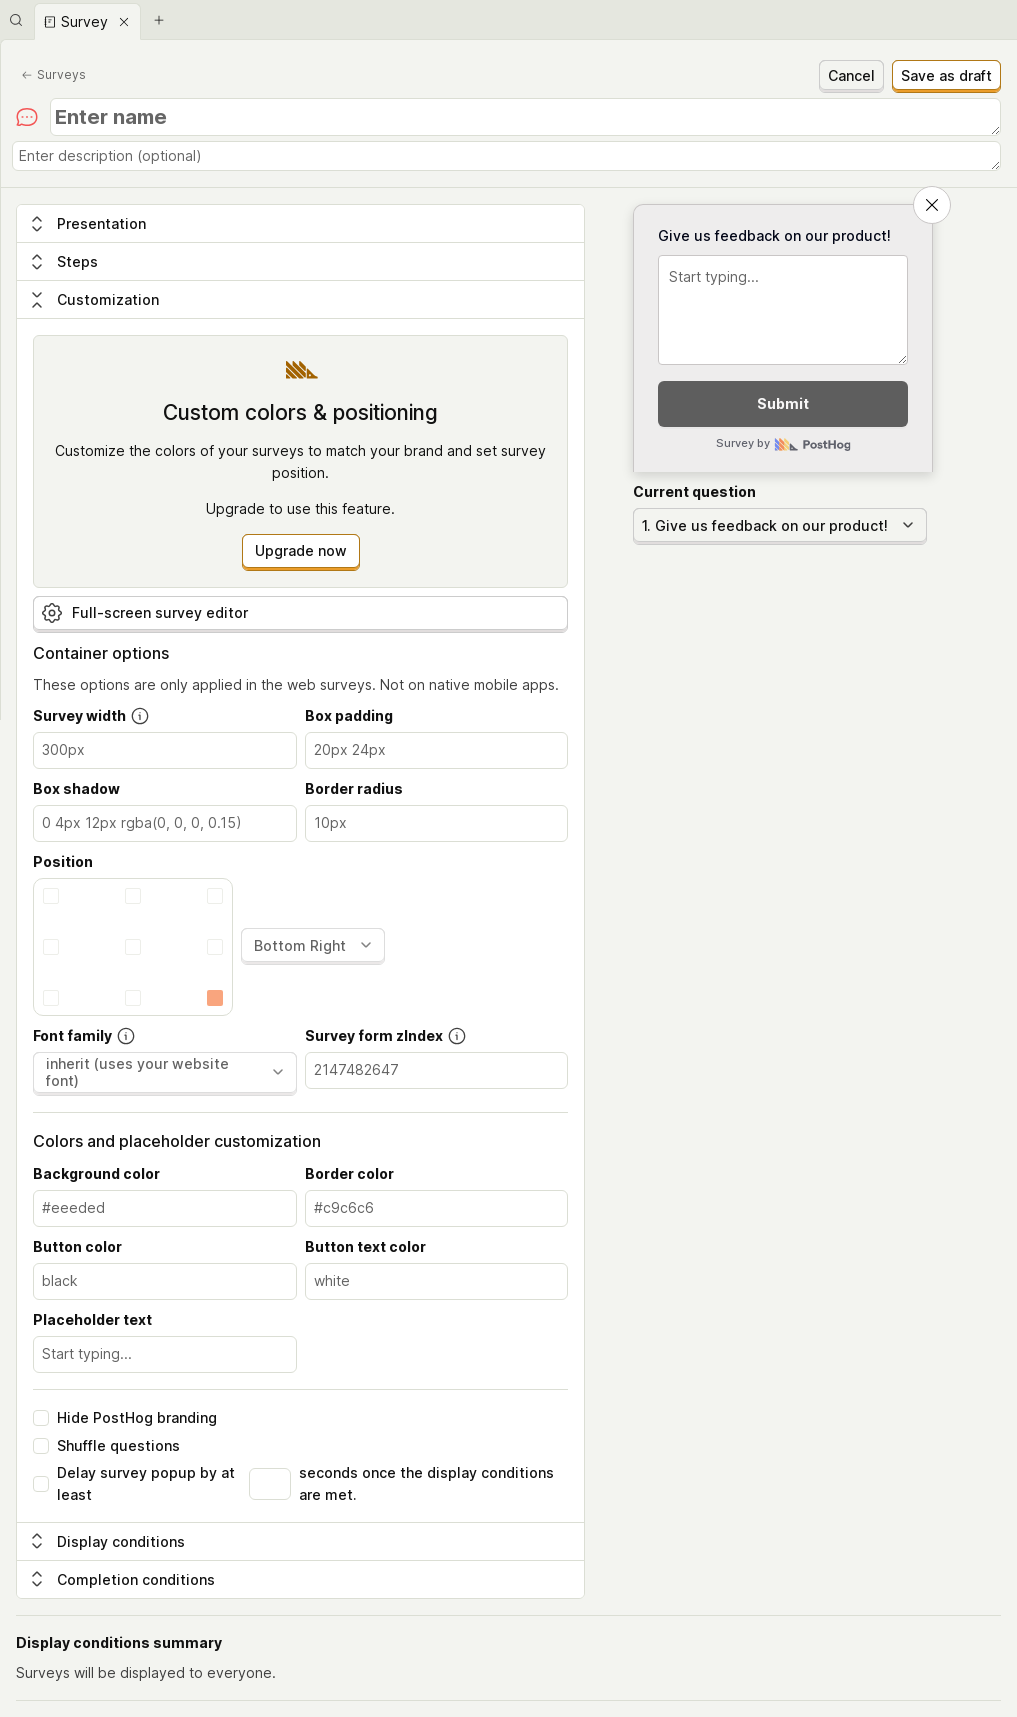 Survey
Surveys
Cancel
Save as draft
Enter name
Enter description (optional)
Presentation
Steps
Customization
Custom colors & positioning
Customize the colors of your surveys to match your brand and set survey
position.
Upgrade to use this feature.
Upgrade now
Full-screen survey editor
Container options
These options are only applied in the web surveys. Not on native mobile apps.
Survey width
Box padding
300px
20px 24px
Box shadow
Border radius
0 4px 12px rgba(0, 0, 0, 0.15)
10px
Position
Bottom Right
Font family
Survey form zIndex
inherit (uses your website
font)
2147482647
Colors and placeholder customization
Background color
Border color
#eeeded
#c9c6c6
Button color
Button text color
black
white
Placeholder text
Start typing...
Hide PostHog branding
Shuffle questions
Delay survey popup by at
least
seconds once the display conditions
are met.
Display conditions
Completion conditions
Give us feedback on our product!
Start typing...
Submit
Survey by PostHog
Current question
1. Give us feedback on our product!
Display conditions summary
Surveys will be displayed to everyone.